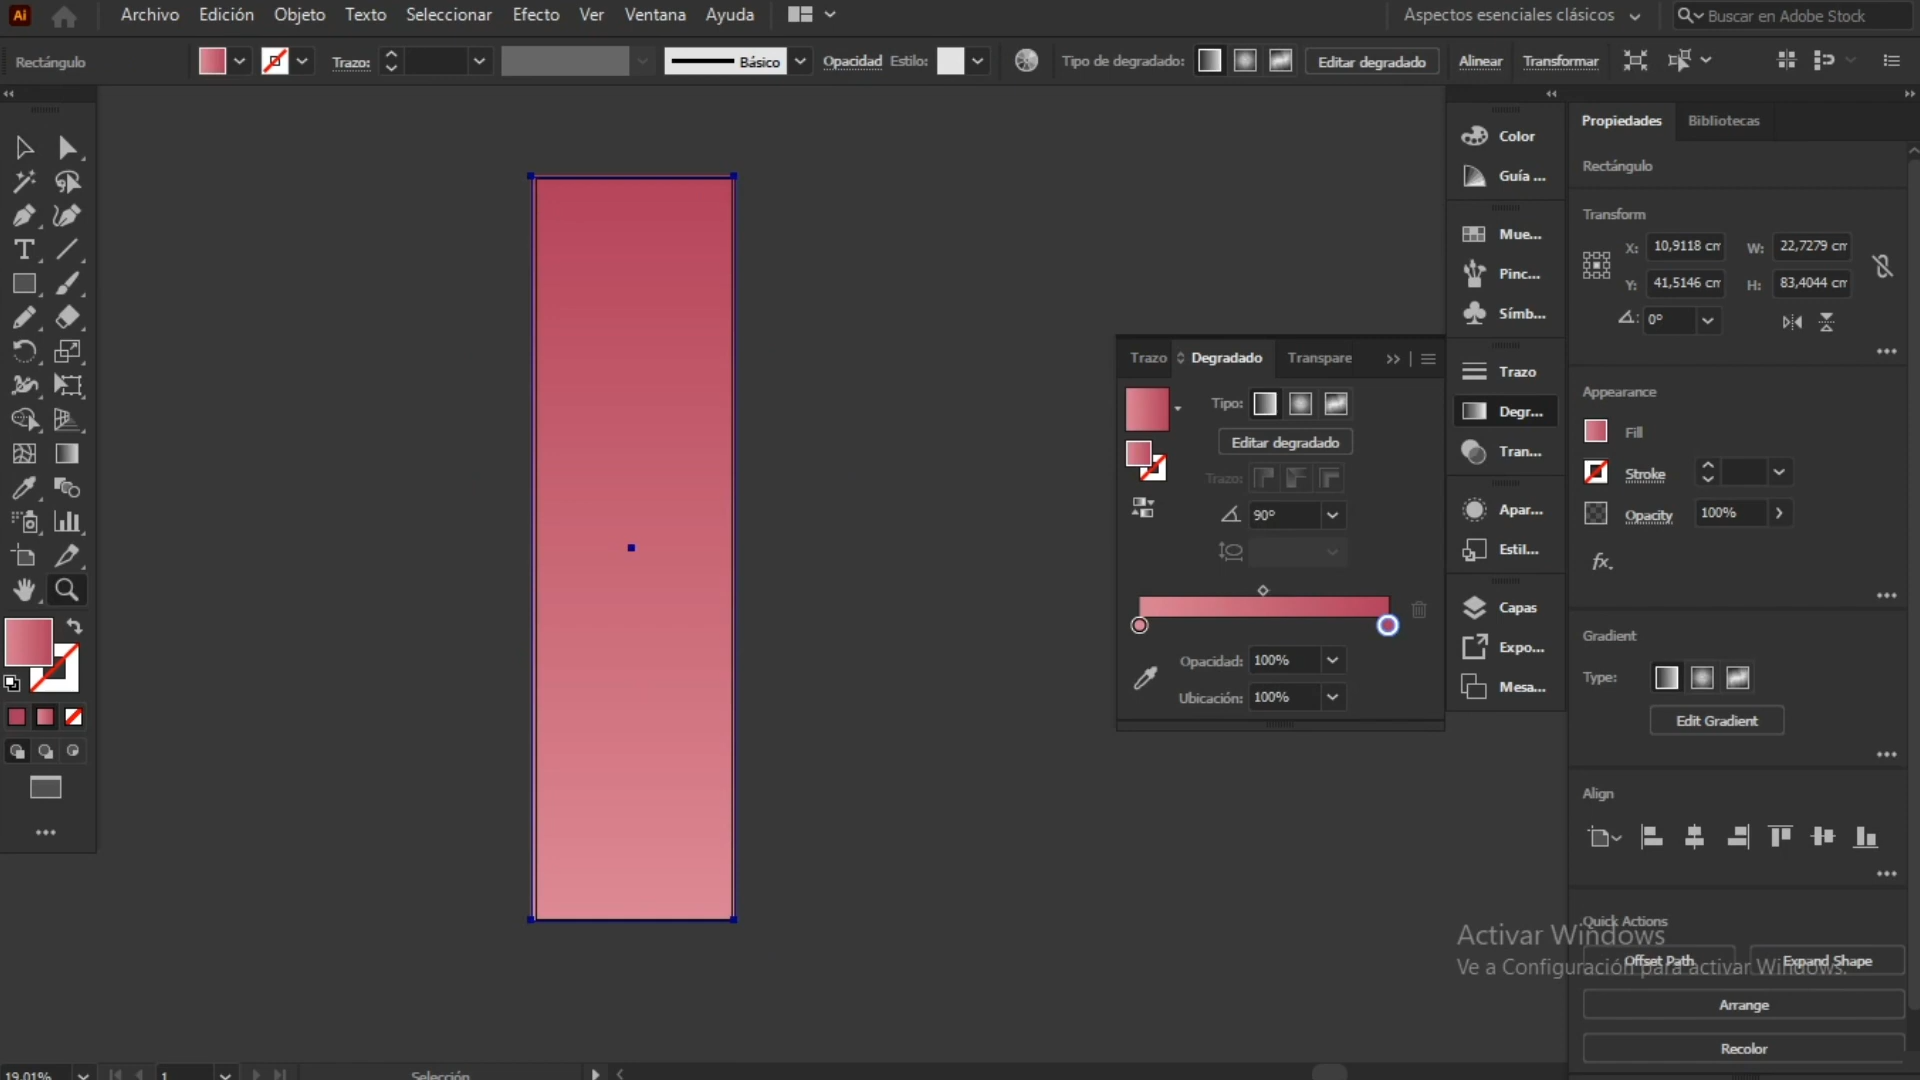 Ai Archivo Edición Objeto Texto Seleccionar Efecto Ver Ventana Ayuda Aspectos esenciales clásicos Buscar en Adobe Stock
Rectángulo Trazo: Básico Opacidad Estilo: Tipo de degradado: Editar degradado Alinear Transformar
Propiedades Bibliotecas
Color
Guía ...
Mue...
Pinc...
Símb...
Trazo
Degr...
Tran...
Apar...
Estil...
Capas
Expo...
Mesa...
Rectángulo
Transform
X: 10,9118 cm W: 22,7279 cm
Y: 41,5146 cm H: 83,4044 cm
0°
Appearance
Fill
Stroke
Opacity 100%
fx.
Gradient
Type:
Edit Gradient
Align
Quick Actions
Offset Path Expand Shape
Arrange
Recolor
Trazo Degradado Transpare
Tipo:
Editar degradado
Trazo:
90°
Opacidad: 100%
Ubicación: 100%
Activar Windows
Ve a Configuración para activar Windows.
19,01% 1 Selección